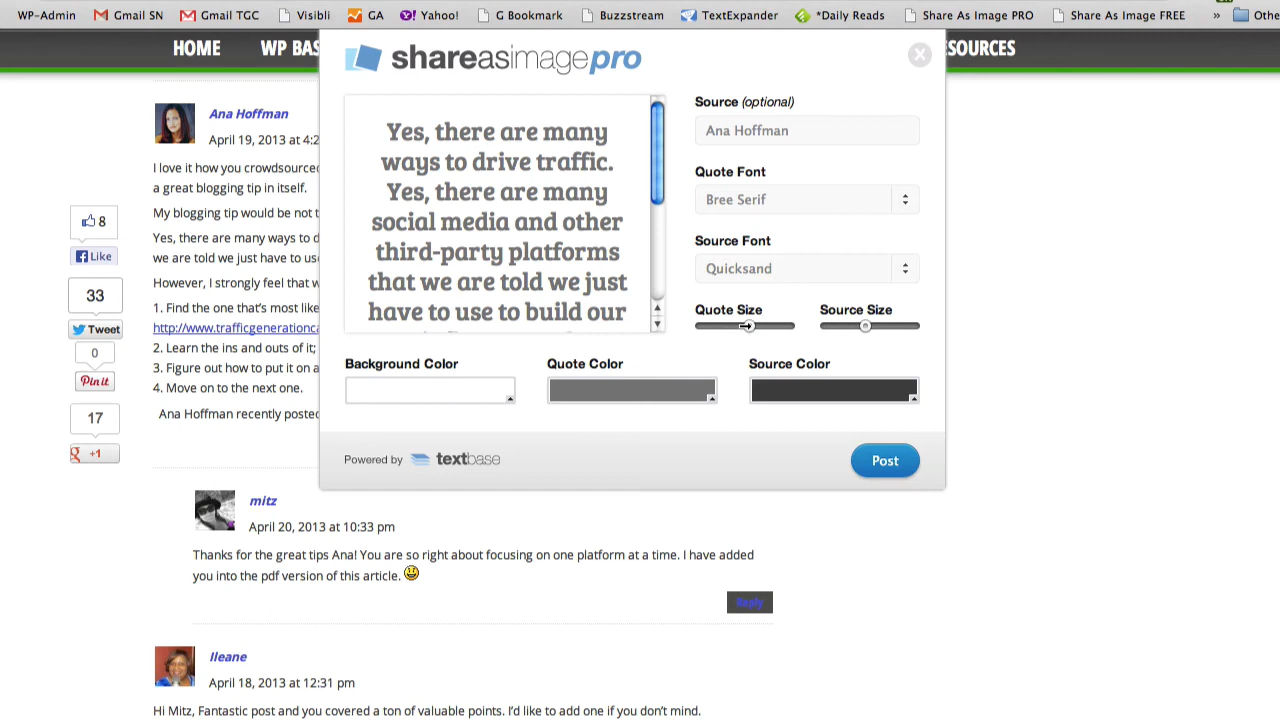 WP-Admin Gmail SN Gmail TGC Visibli GA Yahoo! G Bookmark Buzzstream TextExpander *Daily Reads Share As Image PRO Share As Image FREE » Othe
HOME WP BAS ESOURCES
shareasimagepro
Ana Hoffman
April 19, 2013 at 4:2
I love it how you crowdsourced
a great blogging tip in itself.
My blogging tip would be not t
Yes, there are many ways to d
we are told we just have to us
However, I strongly feel that w
1. Find the one that's most like
http://www.trafficgenerationca
2. Learn the ins and outs of it;
3. Figure out how to put it on a
4. Move on to the next one.
Ana Hoffman recently posted
8
Like
33
Tweet
0
Pin it
17
+1
Yes, there are many
ways to drive traffic.
Yes, there are many
social media and other
third-party platforms
that we are told we just
have to use to build our
Source (optional)
Ana Hoffman
Quote Font
Bree Serif
Source Font
Quicksand
Quote Size Source Size
Background Color Quote Color Source Color
Powered by textbase
Post
mitz
April 20, 2013 at 10:33 pm
Thanks for the great tips Ana! You are so right about focusing on one platform at a time. I have added
you into the pdf version of this article.
Reply
Ileane
April 18, 2013 at 12:31 pm
Hi Mitz, Fantastic post and you covered a ton of valuable points. I'd like to add one if you don't mind.